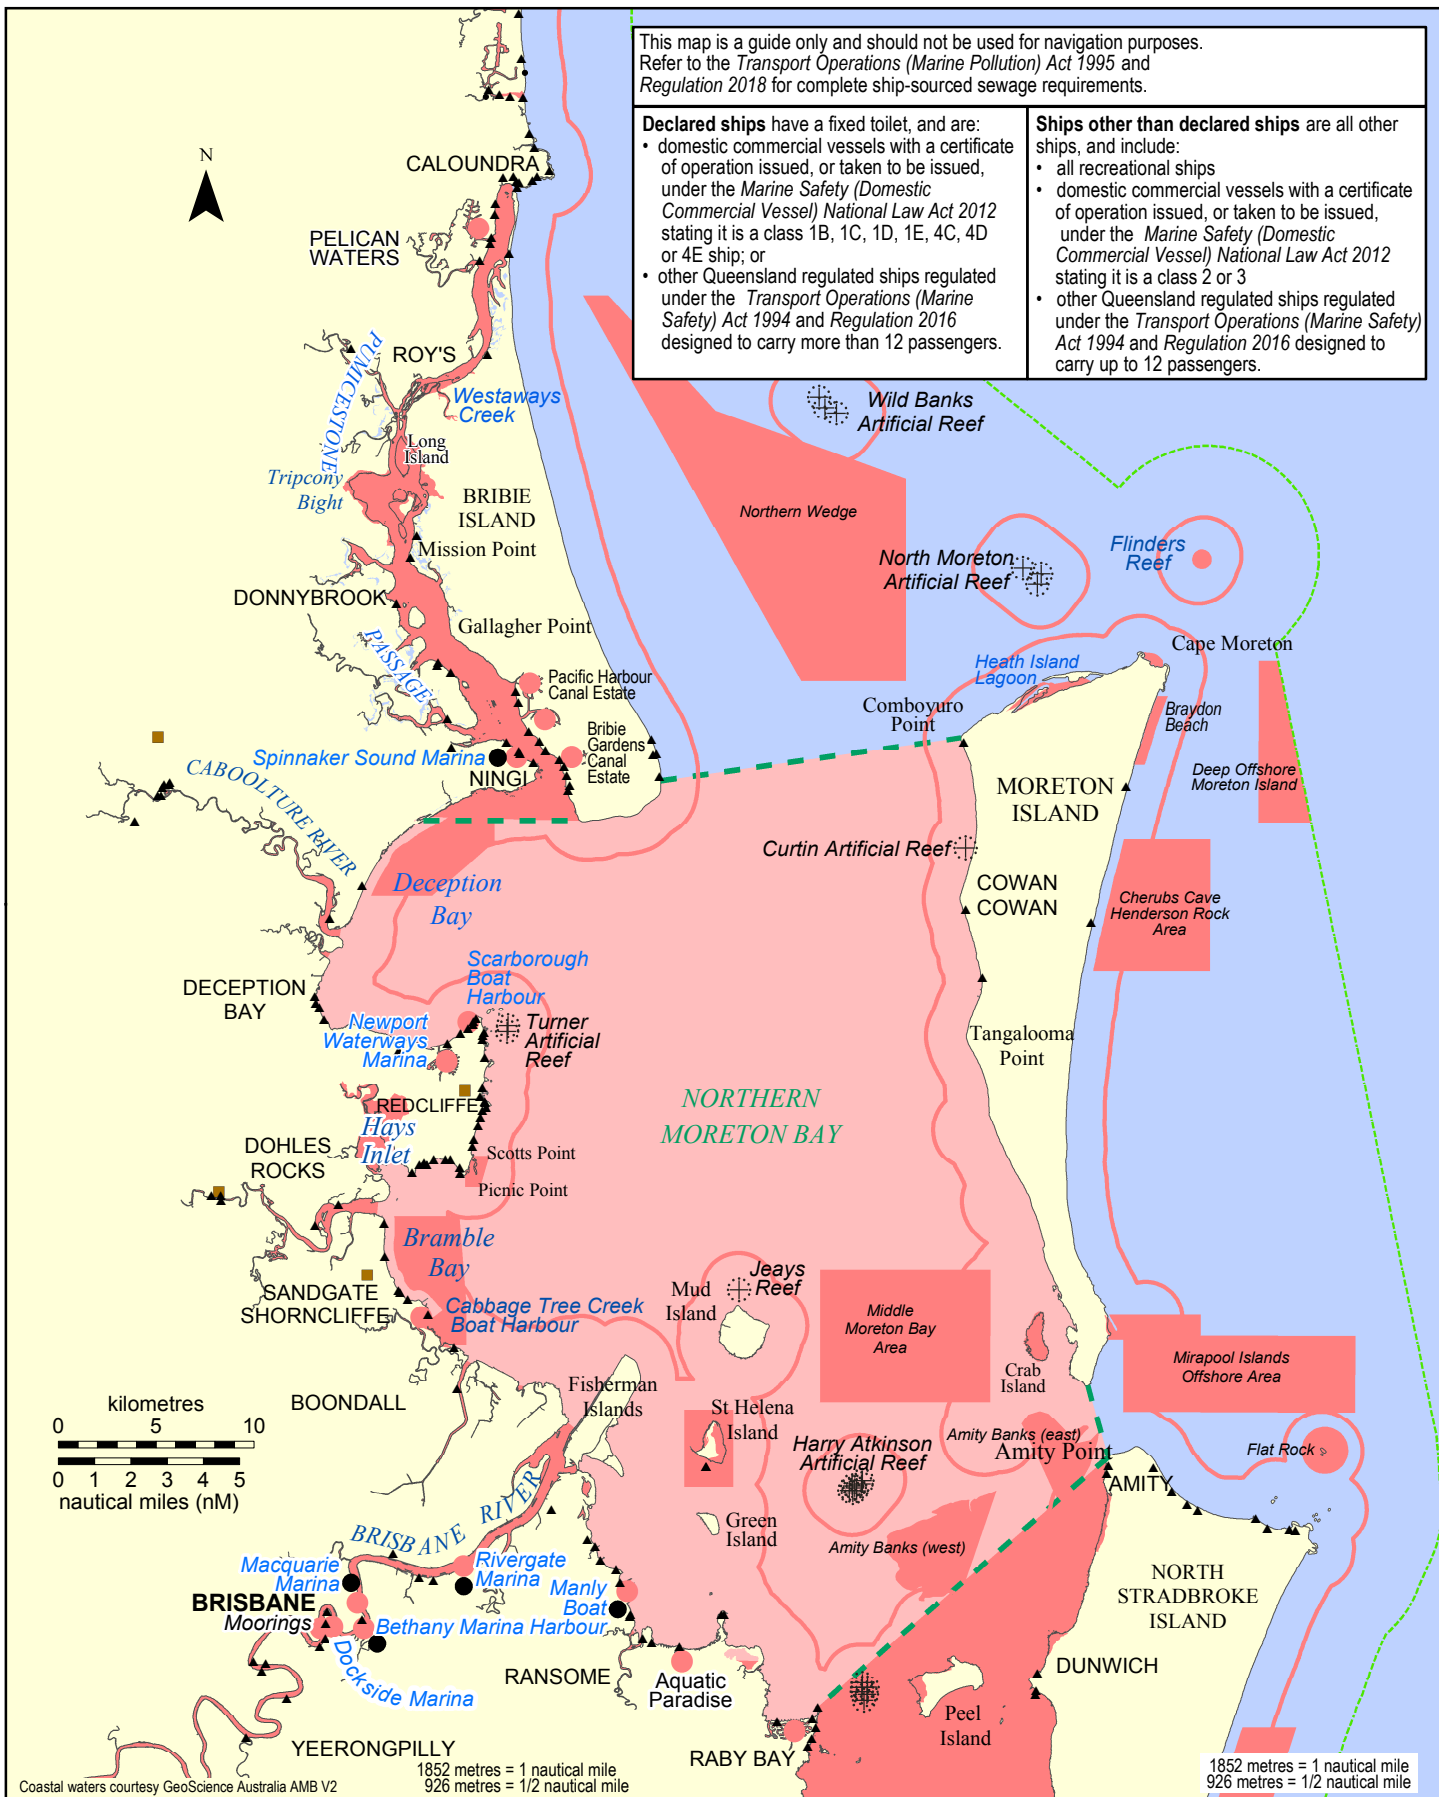 This map is a guide only and should not be used for navigation purposes.
Refer to the Transport Operations (Marine Pollution) Act 1995 and
Regulation 2018 for complete ship-sourced sewage requirements.
Declared ships have a fixed toilet, and are:
• domestic commercial vessels with a certificate
of operation issued, or taken to be issued,
under the Marine Safety (Domestic
Commercial Vessel) National Law Act 2012
stating it is a class 1B, 1C, 1D, 1E, 4C, 4D
or 4E ship; or
• other Queensland regulated ships regulated
under the Transport Operations (Marine
Safety) Act 1994 and Regulation 2016
designed to carry more than 12 passengers.
Ships other than declared ships are all other
ships, and include:
• all recreational ships
• domestic commercial vessels with a certificate
of operation issued, or taken to be issued,
under the Marine Safety (Domestic
Commercial Vessel) National Law Act 2012
stating it is a class 2 or 3
• other Queensland regulated ships regulated
under the Transport Operations (Marine Safety)
Act 1994 and Regulation 2016 designed to
carry up to 12 passengers.
N
CALOUNDRA
PELICAN
WATERS
ROY'S
PUMICESTONE
Westaways
Creek
Long
Island
Tripcony
Bight
BRIBIE
ISLAND
Mission Point
DONNYBROOK
Gallagher Point
PASSAGE
Pacific Harbour
Canal Estate
Bribie
Gardens
Canal
Estate
Spinnaker Sound Marina
NINGI
CABOOLTURE RIVER
Wild Banks
Artificial Reef
Northern Wedge
North Moreton
Artificial Reef
Flinders
Reef
Cape Moreton
Heath Island
Lagoon
Comboyuro
Point
Braydon
Beach
MORETON
ISLAND
Deep Offshore
Moreton Island
Curtin Artificial Reef
COWAN
COWAN
Cherubs Cave
Henderson Rock
Area
Deception
Bay
DECEPTION
BAY
Scarborough
Boat
Harbour
Newport
Waterways
Marina
Turner
Artificial
Reef
Tangalooma
Point
REDCLIFFE
Hays
Inlet
NORTHERN
MORETON BAY
DOHLES
ROCKS
Scotts Point
Picnic Point
Bramble
Bay
SANDGATE
SHORNCLIFFE
Cabbage Tree Creek
Boat Harbour
Mud
Island
Jeays
Reef
Middle
Moreton Bay
Area
Crab
Island
Mirapool Islands
Offshore Area
BOONDALL
Fisherman
Islands
St Helena
Island
Harry Atkinson
Artificial Reef
Amity Banks (east)
Amity Point
Flat Rock
AMITY
kilometres
0 5 10
0 1 2 3 4 5
nautical miles (nM)
BRISBANE RIVER
Green
Island
Amity Banks (west)
Macquarie
Marina
Rivergate
Marina
Manly
Boat
BRISBANE
Moorings
Bethany Marina Harbour
Dockside Marina
NORTH
STRADBROKE
ISLAND
RANSOME
Aquatic
Paradise
DUNWICH
Peel
Island
YEERONGPILLY
RABY BAY
1852 metres = 1 nautical mile
926 metres = 1/2 nautical mile
1852 metres = 1 nautical mile
926 metres = 1/2 nautical mile
Coastal waters courtesy GeoScience Australia AMB V2